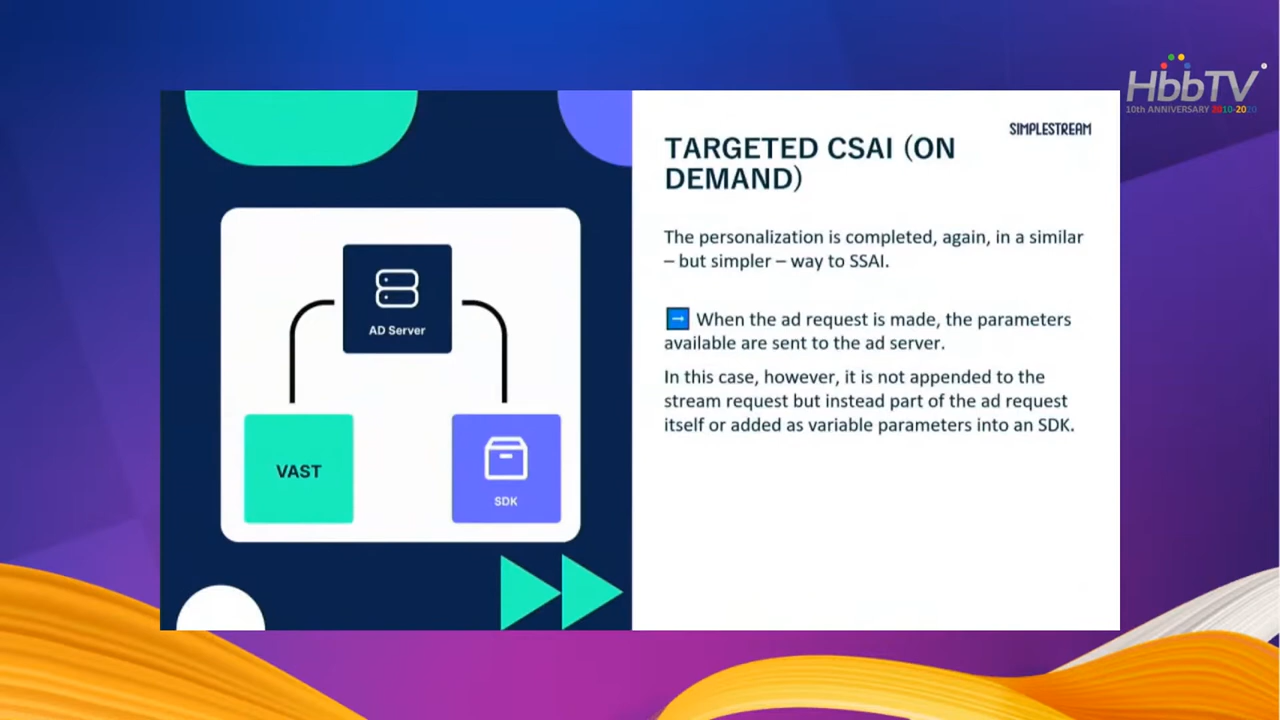 HbbTV
10th ANNIVERSARY 2010-2020
SIMPLESTREAM
TARGETED CSAI (ON
DEMAND)
The personalization is completed, again, in a similar
– but simpler – way to SSAI.
When the ad request is made, the parameters
available are sent to the ad server.
In this case, however, it is not appended to the
stream request but instead part of the ad request
itself or added as variable parameters into an SDK.
AD Server
VAST
SDK